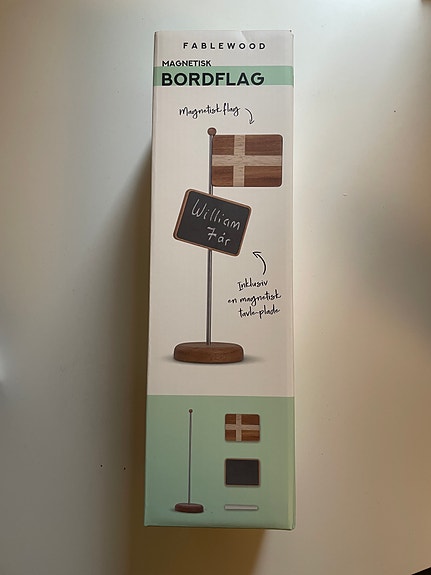 FABLEWOOD
MAGNETISK
BORDFLAG
Magnetisk flag
William
7 år
Inklusiv
en magnetisk
tavle-plade